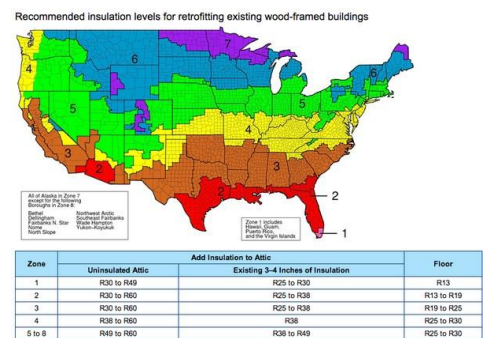 Recommended insulation levels for retrofitting existing wood-framed buildings
7
6
6
4
5
5
4
3
3
2
2
2
1
All of Alaska in Zone 7
except for the following
Boroughs in Zone 8:
Bethel Northwest Arctic
Dellingham Southeast Fairbanks
Fairbanks N. Star Wade Hampton
Nome Yukon-Koyukuk
North Slope
Zone 1 includes
Hawaii, Guam,
Puerto Rico,
and the Virgin Islands
Zone Add Insulation to Attic Floor
Uninsulated Attic Existing 3–4 Inches of Insulation
1 R30 to R49 R25 to R30 R13
2 R30 to R60 R25 to R38 R13 to R19
3 R30 to R60 R25 to R38 R19 to R25
4 R38 to R60 R38 R25 to R30
5 to 8 R49 to R60 R38 to R49 R25 to R30